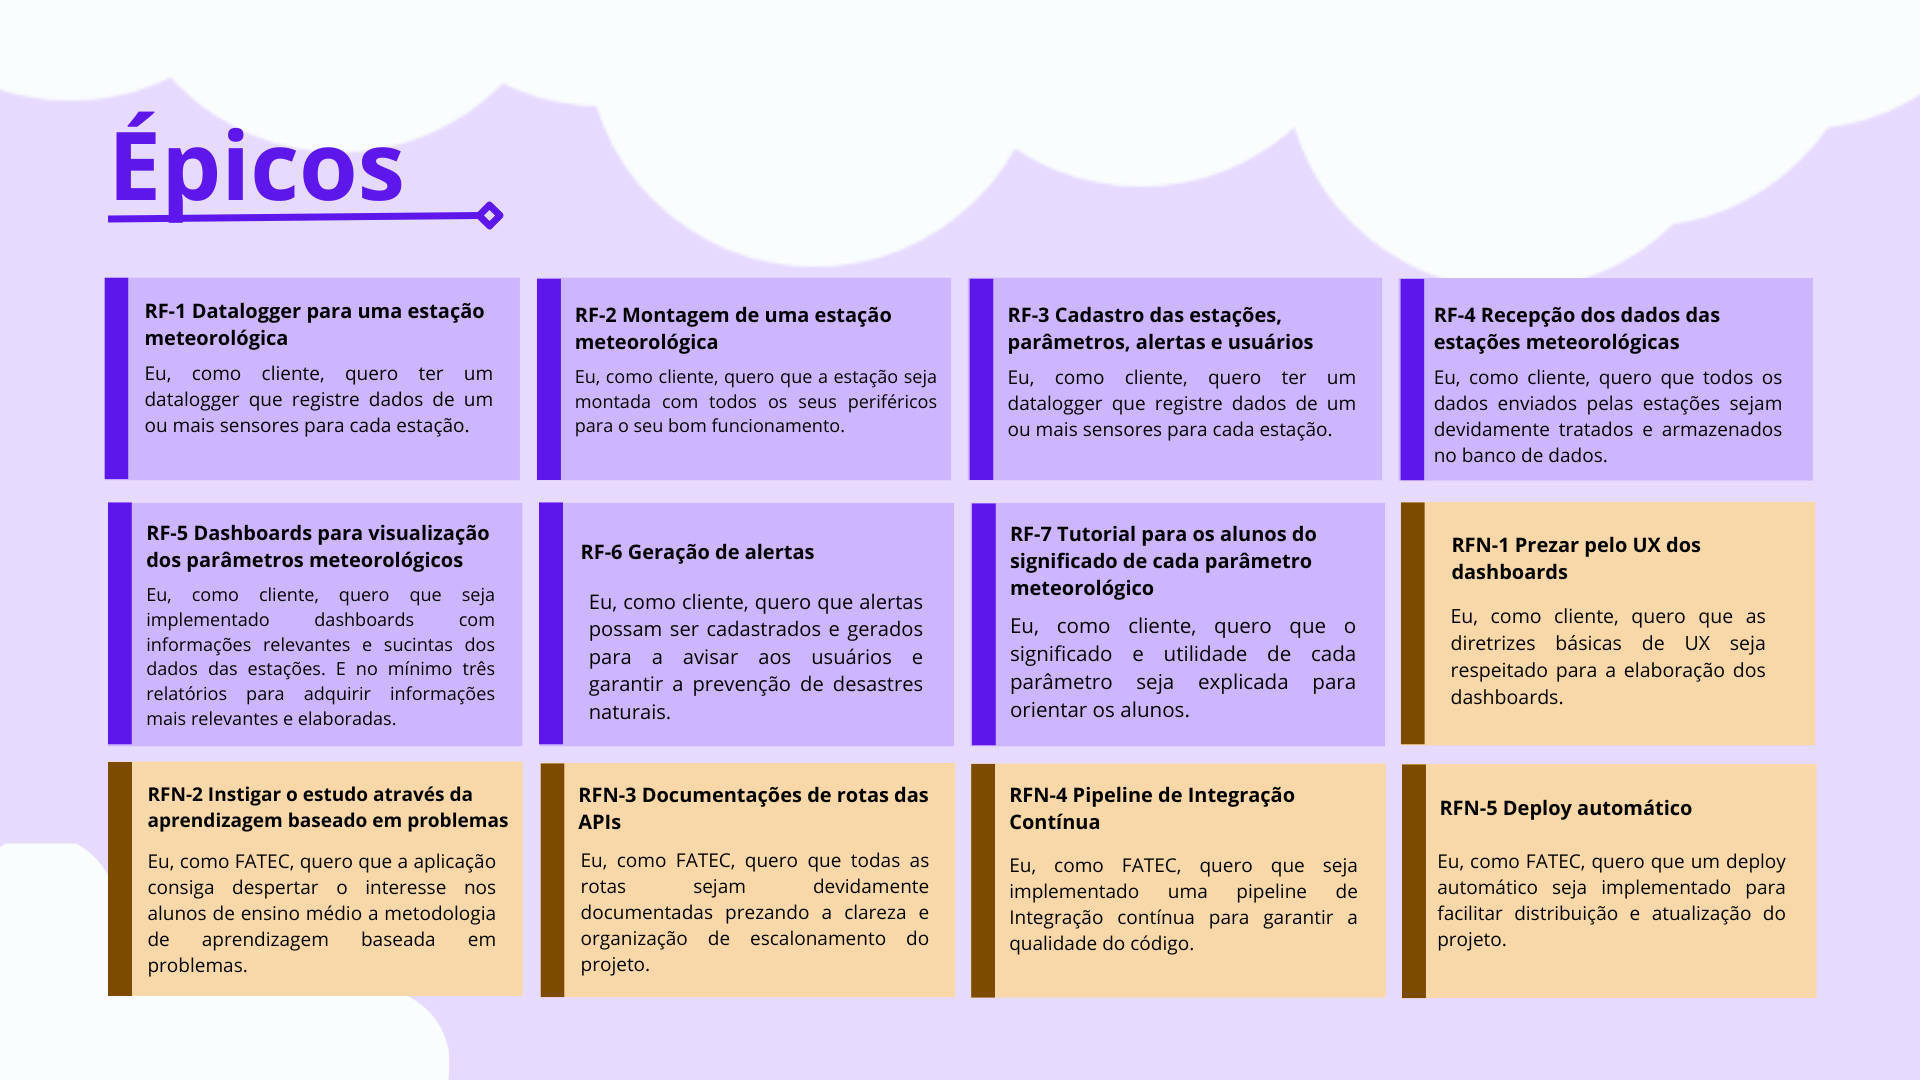 Épicos
RF-1 Datalogger para uma estação
meteorológica
Eu, como cliente, quero ter um
datalogger que registre dados de um
ou mais sensores para cada estação.
RF-2 Montagem de uma estação
meteorológica
Eu, como cliente, quero que a estação seja
montada com todos os seus periféricos
para o seu bom funcionamento.
RF-3 Cadastro das estações,
parâmetros, alertas e usuários
Eu, como cliente, quero ter um
datalogger que registre dados de um
ou mais sensores para cada estação.
RF-4 Recepção dos dados das
estações meteorológicas
Eu, como cliente, quero que todos os
dados enviados pelas estações sejam
devidamente tratados e armazenados
no banco de dados.
RF-5 Dashboards para visualização
dos parâmetros meteorológicos
Eu, como cliente, quero que seja
implementado dashboards com
informações relevantes e sucintas dos
dados das estações. E no mínimo três
relatórios para adquirir informações
mais relevantes e elaboradas.
RF-6 Geração de alertas
Eu, como cliente, quero que alertas
possam ser cadastrados e gerados
para a avisar aos usuários e
garantir a prevenção de desastres
naturais.
RF-7 Tutorial para os alunos do
significado de cada parâmetro
meteorológico
Eu, como cliente, quero que o
significado e utilidade de cada
parâmetro seja explicada para
orientar os alunos.
RFN-1 Prezar pelo UX dos
dashboards
Eu, como cliente, quero que as
diretrizes básicas de UX seja
respeitado para a elaboração dos
dashboards.
RFN-2 Instigar o estudo através da
aprendizagem baseado em problemas
Eu, como FATEC, quero que a aplicação
consiga despertar o interesse nos
alunos de ensino médio a metodologia
de aprendizagem baseada em
problemas.
RFN-3 Documentações de rotas das
APIs
Eu, como FATEC, quero que todas as
rotas sejam devidamente
documentadas prezando a clareza e
organização de escalonamento do
projeto.
RFN-4 Pipeline de Integração
Contínua
Eu, como FATEC, quero que seja
implementado uma pipeline de
Integração contínua para garantir a
qualidade do código.
RFN-5 Deploy automático
Eu, como FATEC, quero que um deploy
automático seja implementado para
facilitar distribuição e atualização do
projeto.